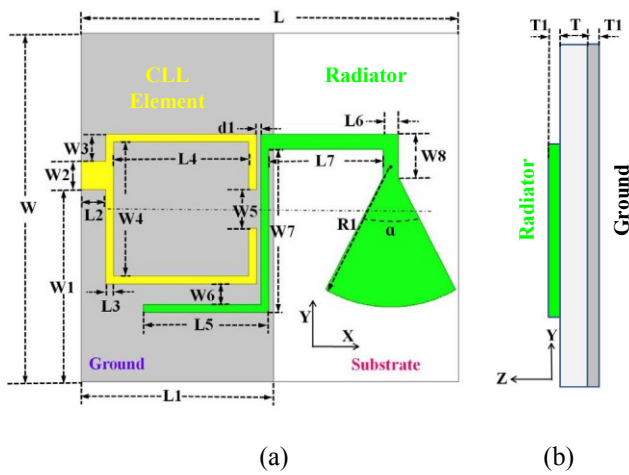 L
T1
T
T1
CLL
Element
Radiator
d1
L6
W3
L4
L7
W8
W2
W
L2
W4
W5
W7
R1
α
W1
L3
W6
L5
Y
X
Ground
Substrate
L1
Radiator
Ground
Y
Z
(a)
(b)